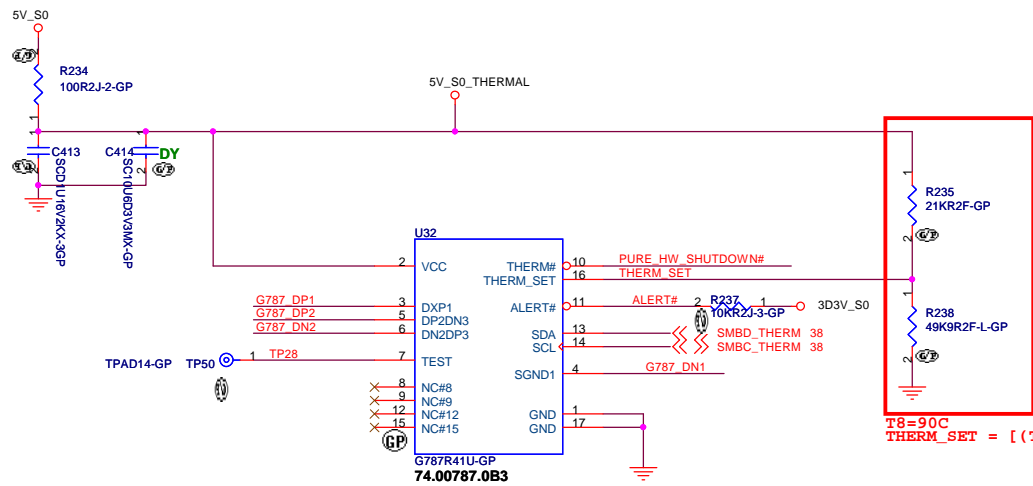 5V_S0
R234
100R2J-2-GP
5V_S0_THERMAL
C413
SCD1U16V2KX-3GP
C414
SC10U6D3V3MX-GP
DY
R235
21KR2F-GP
R238
49K9R2F-L-GP
U32
2 VCC
3 DXP1
5 DP2DN3
6 DN2DP3
7 TEST
8 NC#8
9 NC#9
12 NC#12
15 NC#15
THERM# 10 PURE_HW_SHUTDOWN#
THERM_SET 16 THERM_SET
ALERT# 11 ALERT#
2 R237 1 3D3V_S0
10KR2J-3-GP
SDA 13 SMBD_THERM 38
SCL 14 SMBC_THERM 38
SGND1 4 G787_DN1
GND 1
GND 17
G787_DP1
G787_DP2
G787_DN2
TPAD14-GP TP50 1 TP28
GP
G787R41U-GP
74.00787.0B3
T8=90C
THERM_SET = [(